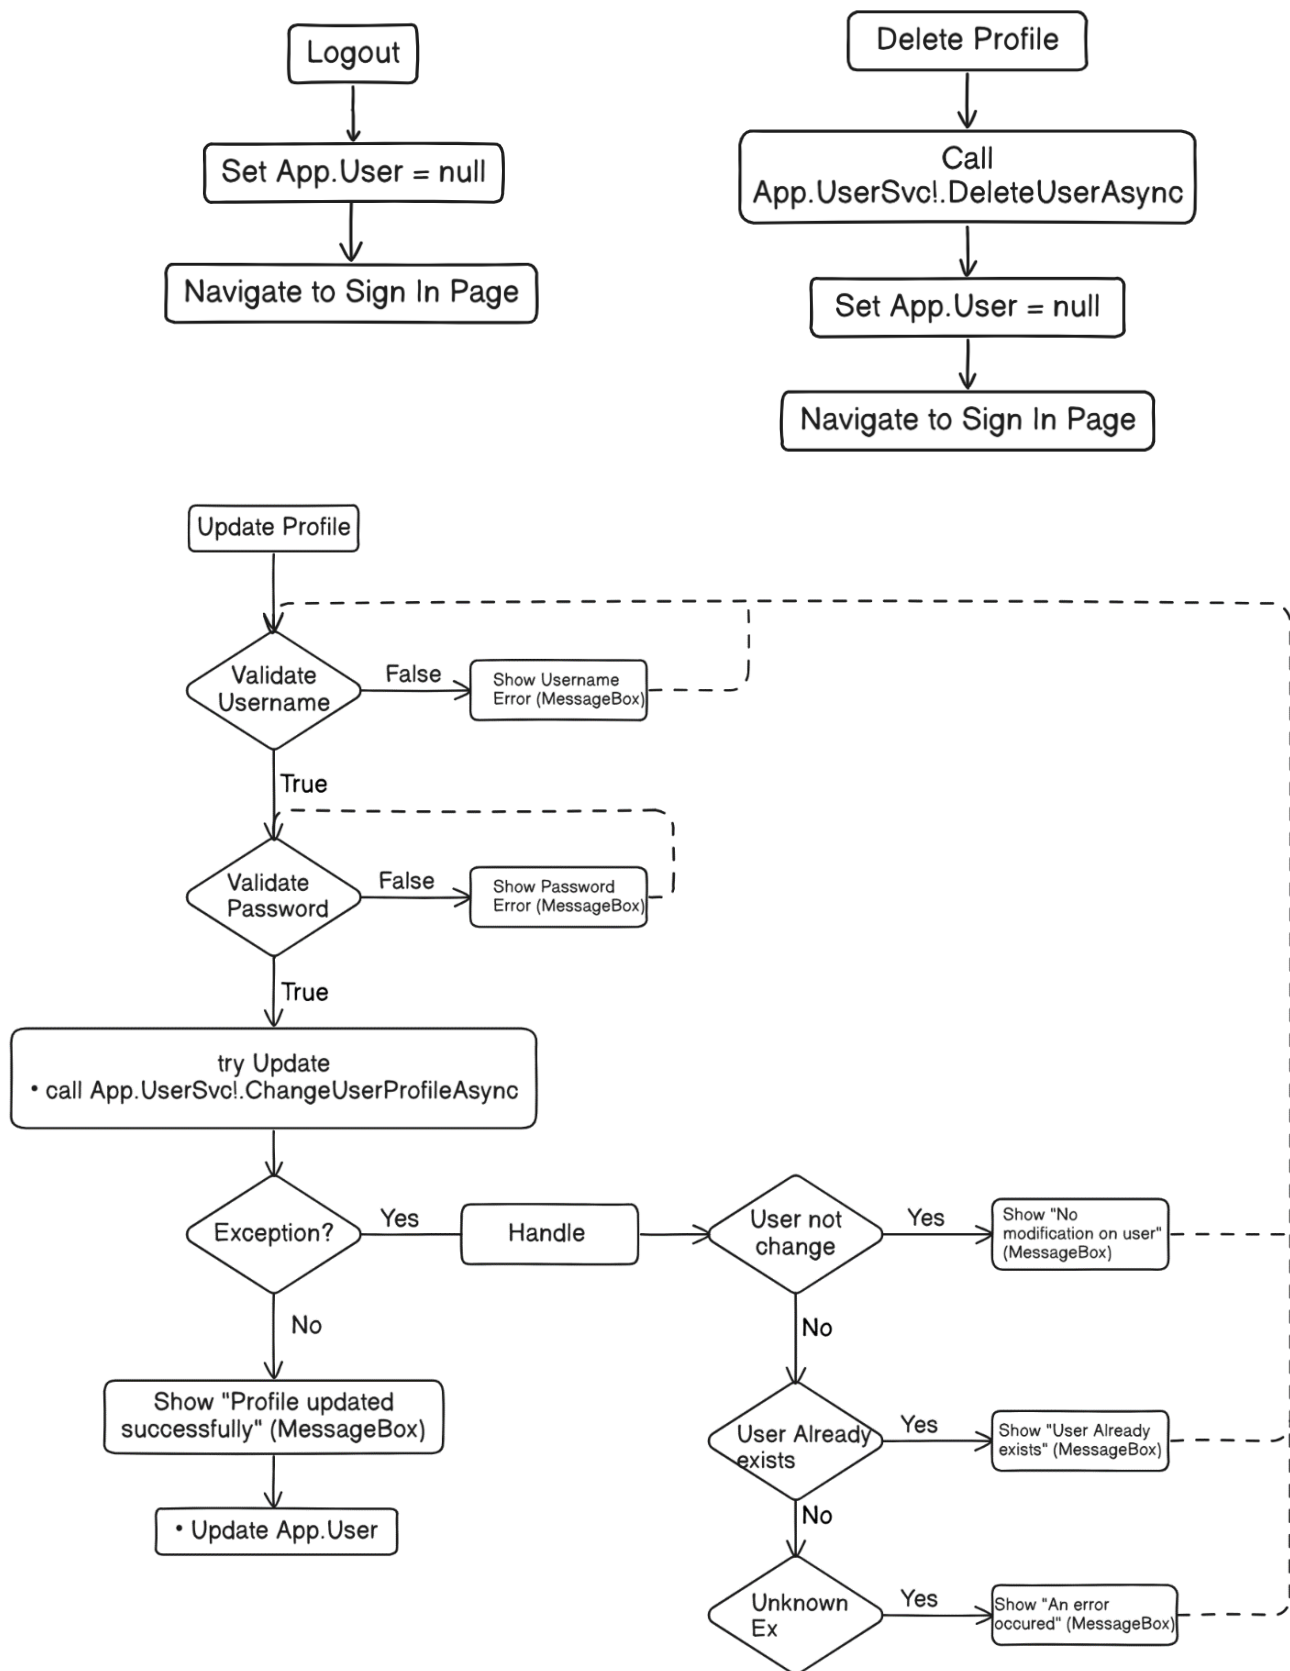 Logout
Set App.User = null
Navigate to Sign In Page
Delete Profile
Call
App.UserSvc!.DeleteUserAsync
Set App.User = null
Navigate to Sign In Page
Update Profile
Validate
Username
False
Show Username
Error (MessageBox)
True
Validate
Password
False
Show Password
Error (MessageBox)
True
try Update
• call App.UserSvc!.ChangeUserProfileAsync
Exception?
Yes
Handle
User not
change
Yes
Show "No
modification on user"
(MessageBox)
No
No
Show "Profile updated
successfully" (MessageBox)
User Already
exists
Yes
Show "User Already
exists" (MessageBox)
• Update App.User
No
Unknown
Ex
Yes
Show "An error
occured" (MessageBox)